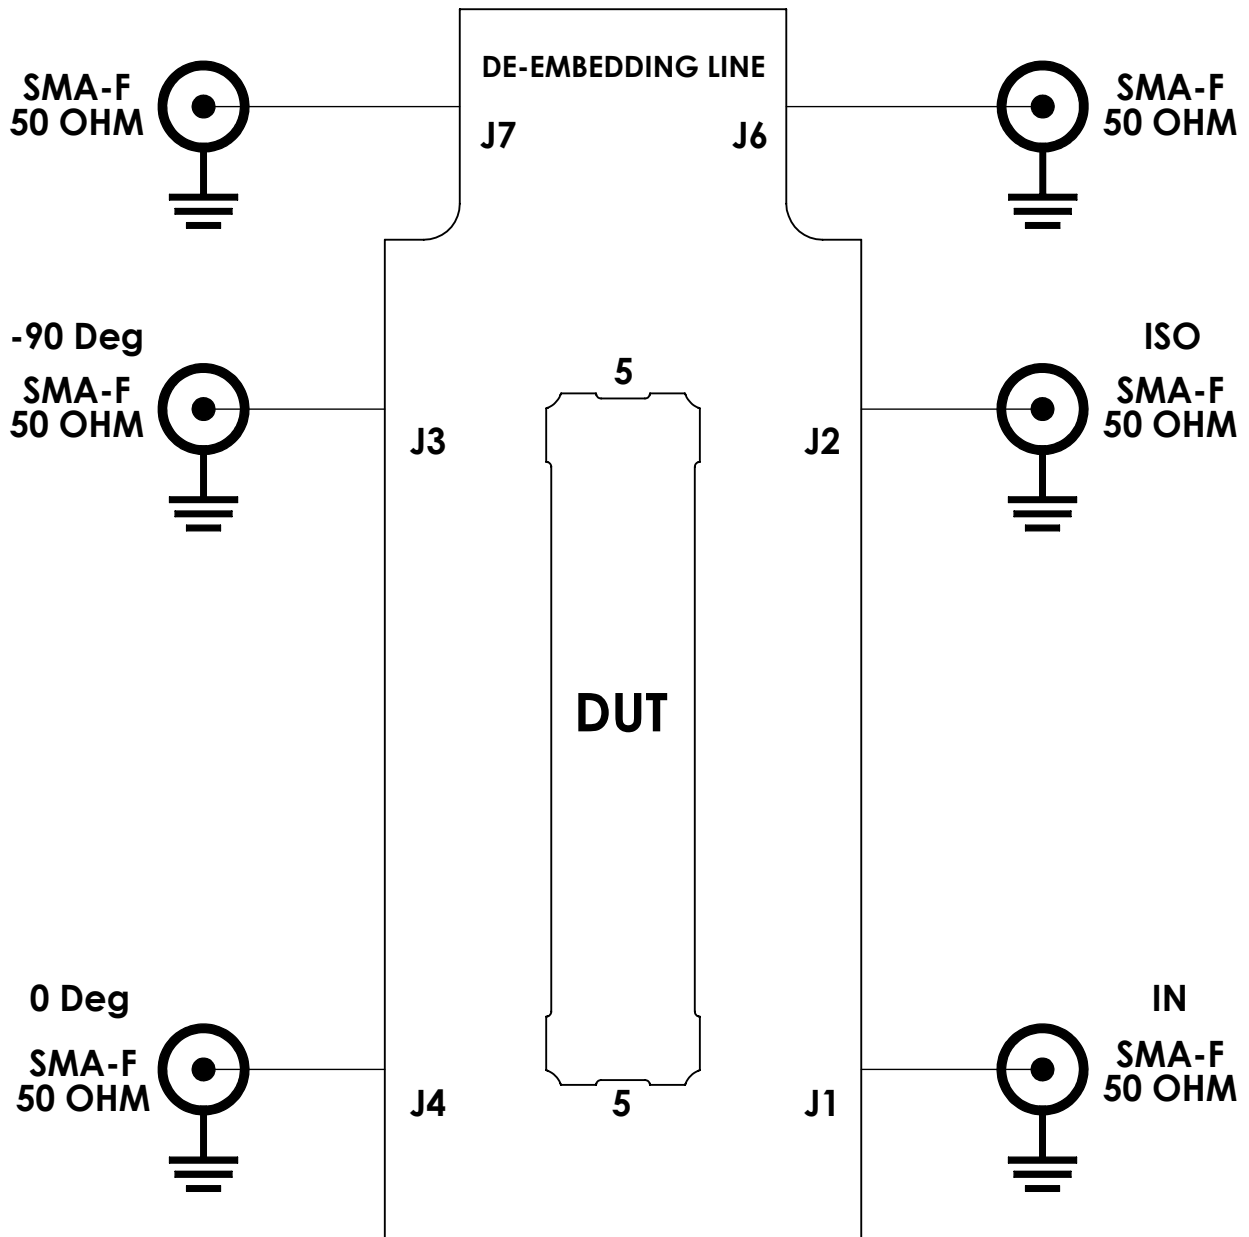 DE-EMBEDDING LINE
SMA-F
50 OHM
J7
J6
SMA-F
50 OHM
-90 Deg
SMA-F
50 OHM
J3
5
J2
ISO
SMA-F
50 OHM
DUT
0 Deg
SMA-F
50 OHM
J4
5
J1
IN
SMA-F
50 OHM